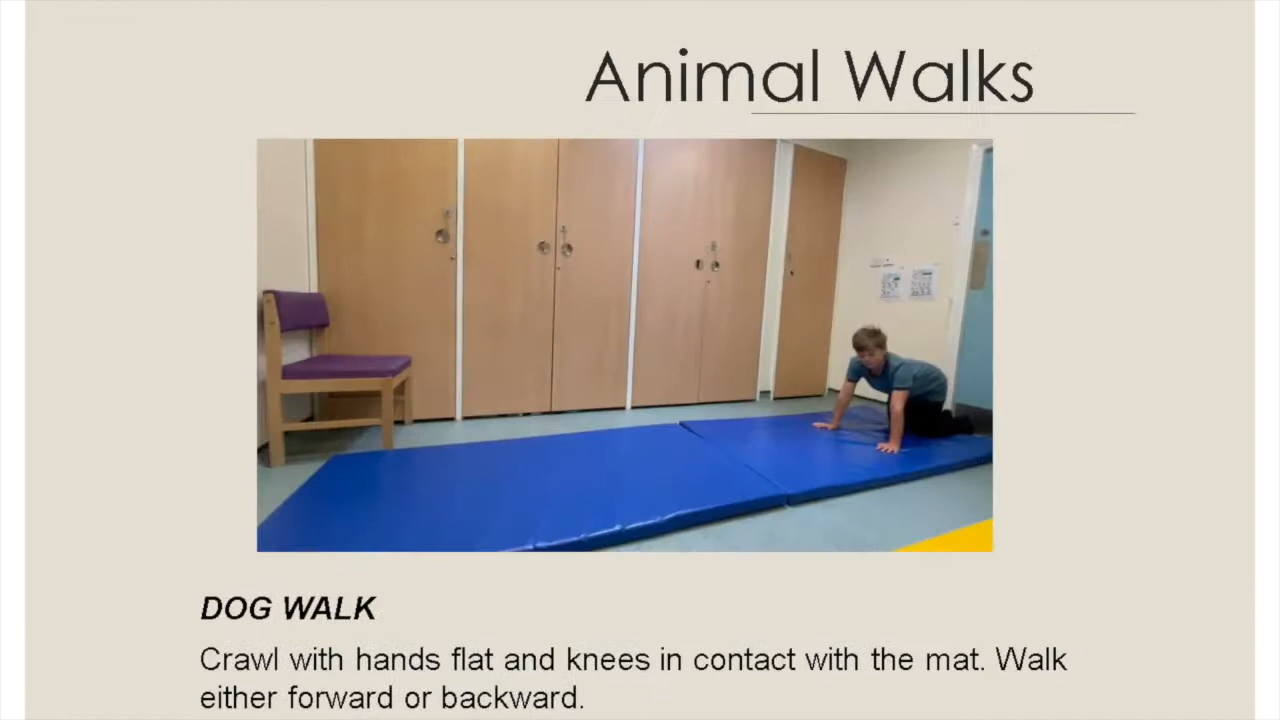 Animal Walks
DOG WALK
Crawl with hands flat and knees in contact with the mat. Walk
either forward or backward.